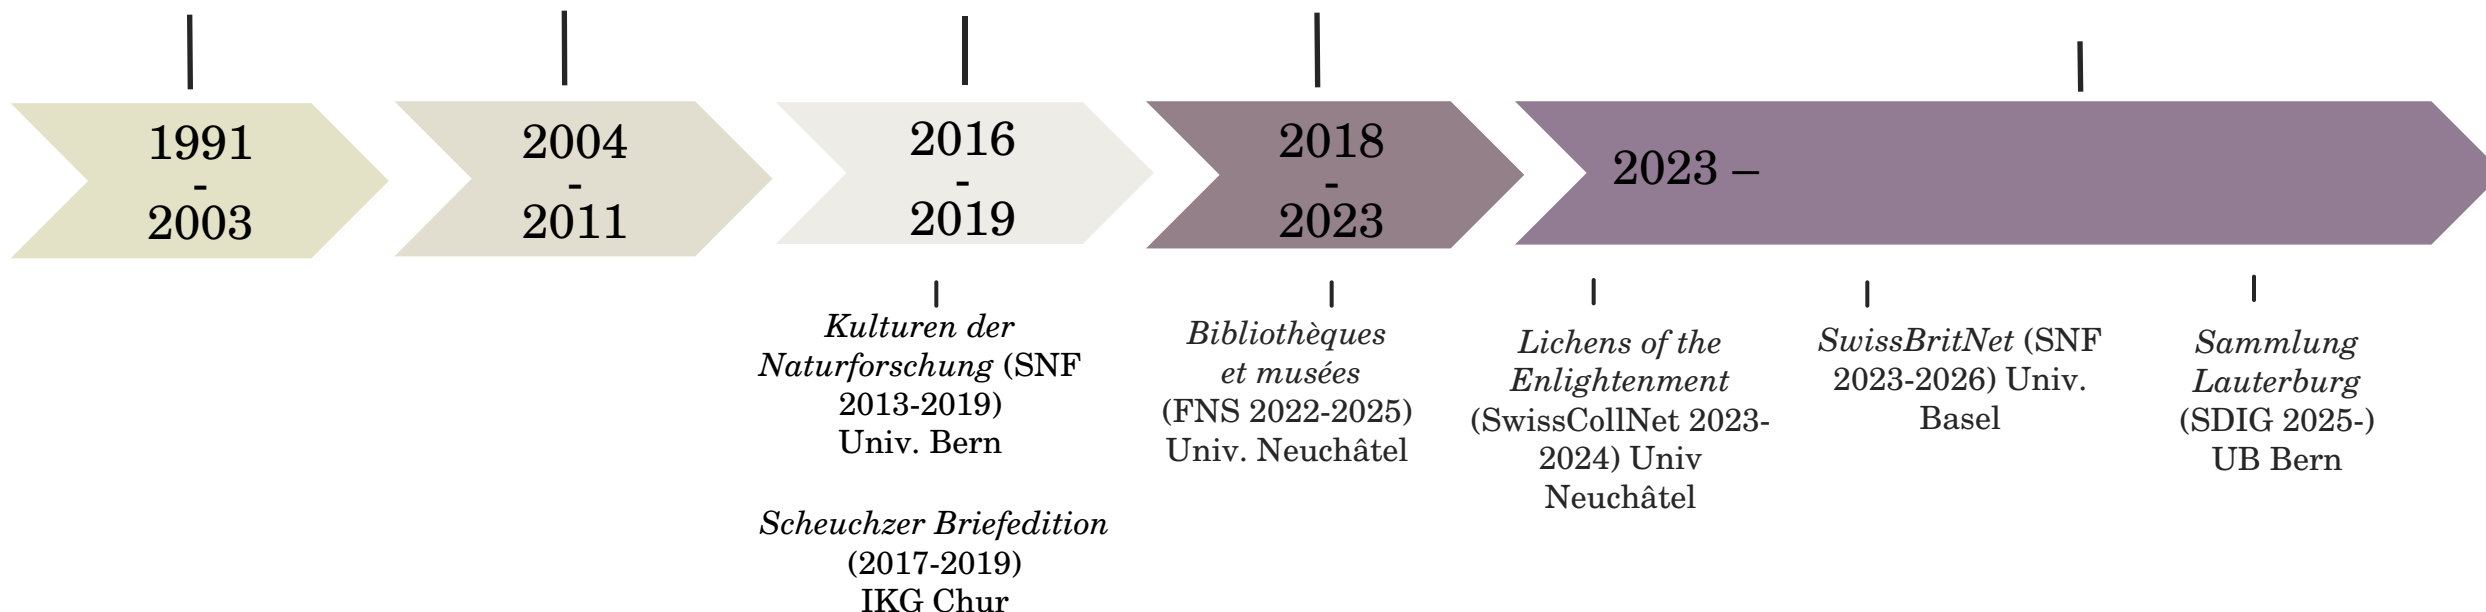 1991
-
2003
2004
-
2011
2016
-
2019
2018
-
2023
2023 –
Kulturen der
Naturforschung (SNF
2013-2019)
Univ. Bern
Scheuchzer Briefedition
(2017-2019)
IKG Chur
Bibliothèques
et musées
(FNS 2022-2025)
Univ. Neuchâtel
Lichens of the
Enlightenment
(SwissCollNet 2023-
2024) Univ
Neuchâtel
SwissBritNet (SNF
2023-2026) Univ.
Basel
Sammlung
Lauterburg
(SDIG 2025-)
UB Bern